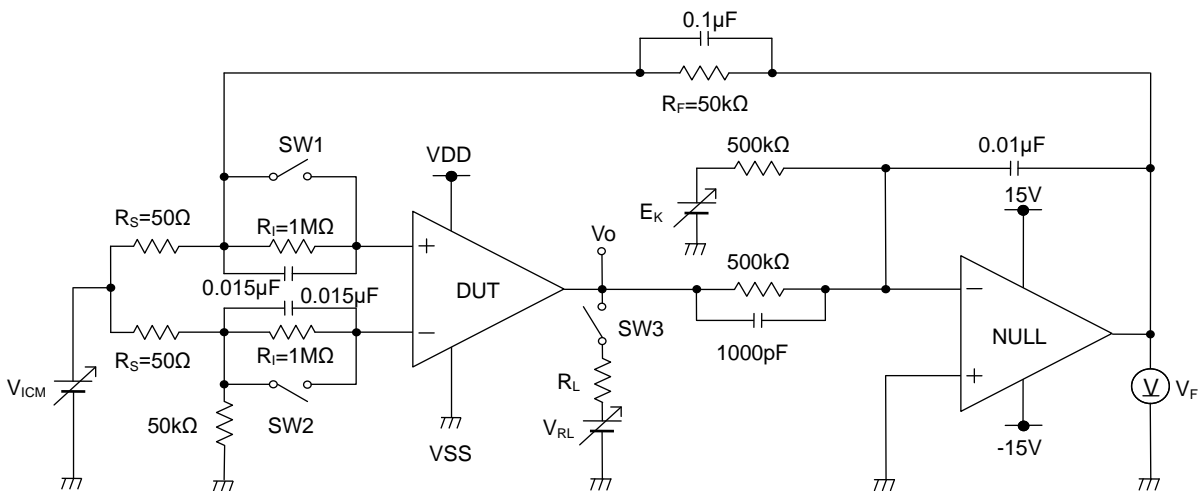 0.1µF
RF=50kΩ
SW1
VDD
500kΩ
0.01µF
15V
RS=50Ω
RI=1MΩ
EK
Vo
+
0.015µF
0.015µF
DUT
500kΩ
−
−
NULL
RS=50Ω
RI=1MΩ
SW3
1000pF
+
VICM
50kΩ
SW2
VSS
RL
VRL
-15V
V
VF